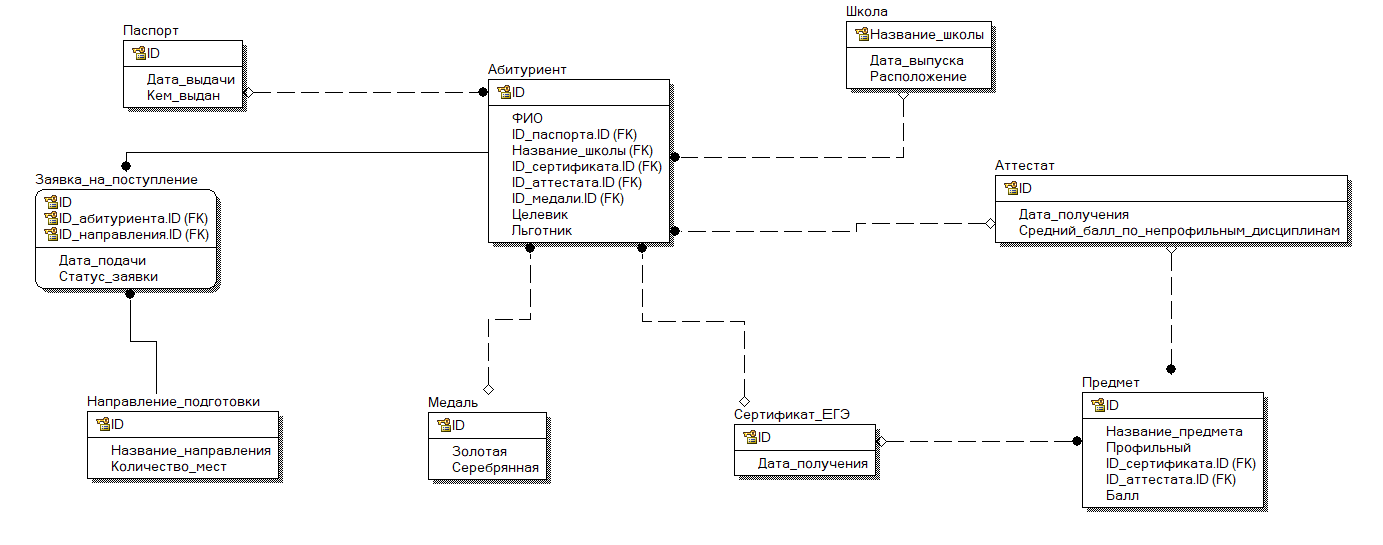 Паспорт
ID
Дата_выдачи
Кем_выдан
Абитуриент
ID
ФИО
ID_паспорта.ID (FK)
Название_школы (FK)
ID_сертификата.ID (FK)
ID_аттестата.ID (FK)
ID_медали.ID (FK)
Целевик
Льготник
Школа
Название_школы
Дата_выпуска
Расположение
Заявка_на_поступление
ID
ID_абитуриента.ID (FK)
ID_направления.ID (FK)
Дата_подачи
Статус_заявки
Аттестат
ID
Дата_получения
Средний_балл_по_непрофильным_дисциплинам
Направление_подготовки
ID
Название_направления
Количество_мест
Медаль
ID
Золотая
Серебрянная
Сертификат_ЕГЭ
ID
Дата_получения
Предмет
ID
Название_предмета
Профильный
ID_сертификата.ID (FK)
ID_аттестата.ID (FK)
Балл